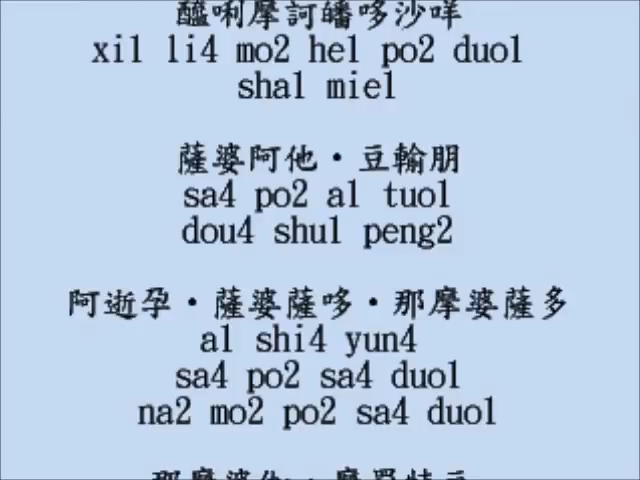 醯唎摩訶皤哆沙咩
xi1 li4 mo2 he1 po2 duo1
sha1 mie1
薩婆阿他·豆輸朋
sa4 po2 a1 tuo1
dou4 shu1 peng2
阿逝孕·薩婆薩哆·那摩婆薩多
a1 shi4 yun4
sa4 po2 sa4 duo1
na2 mo2 po2 sa4 duo1